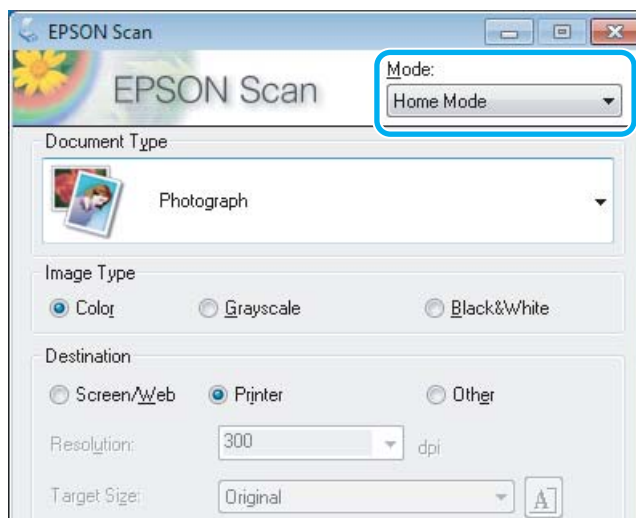 EPSON Scan
Mode:
EPSON Scan
Home Mode
Document Type
Photograph
Image Type
Color Grayscale Black&White
Destination
Screen/Web Printer Other
Resolution: 300 dpi
Target Size: Original A